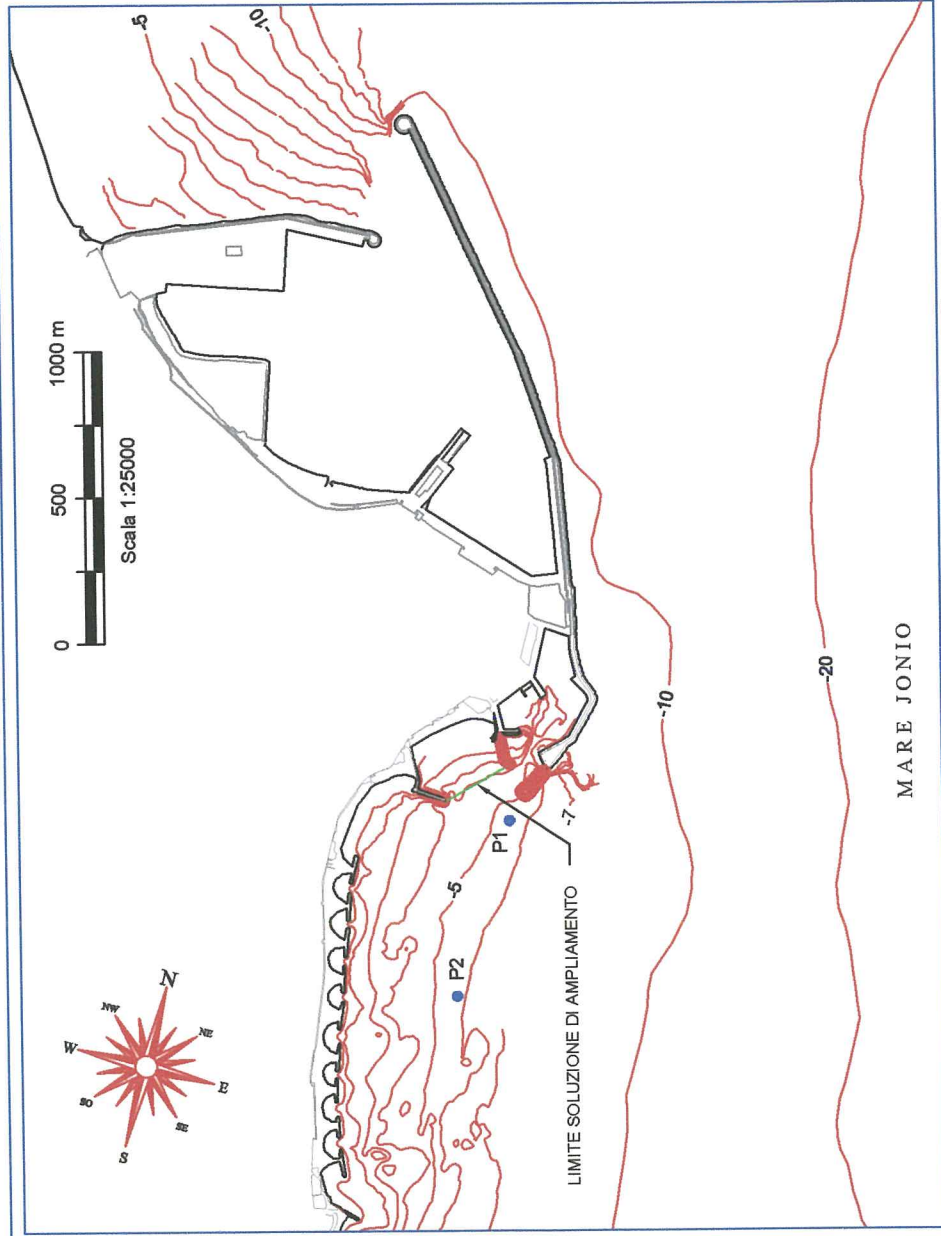 -5
-10
0
500
1000 m
Scala 1:25000
N
NE
E
SE
S
SO
W
NW
P1
-7
-5
P2
LIMITE SOLUZIONE DI AMPLIAMENTO
-10
-20
MARE JONIO